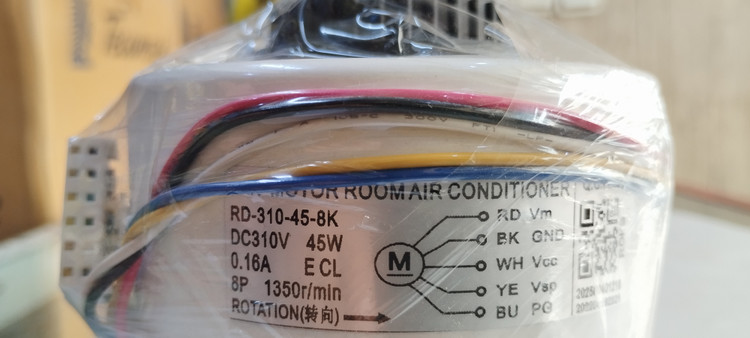 MOTOR ROOM AIR CONDITIONER
RD-310-45-8K
DC310V 45W
0.16A E CL
8P 1350r/min
ROTATION(转向)
M
RD Vm
BK GND
WH Vcc
YE Vsp
BU PG